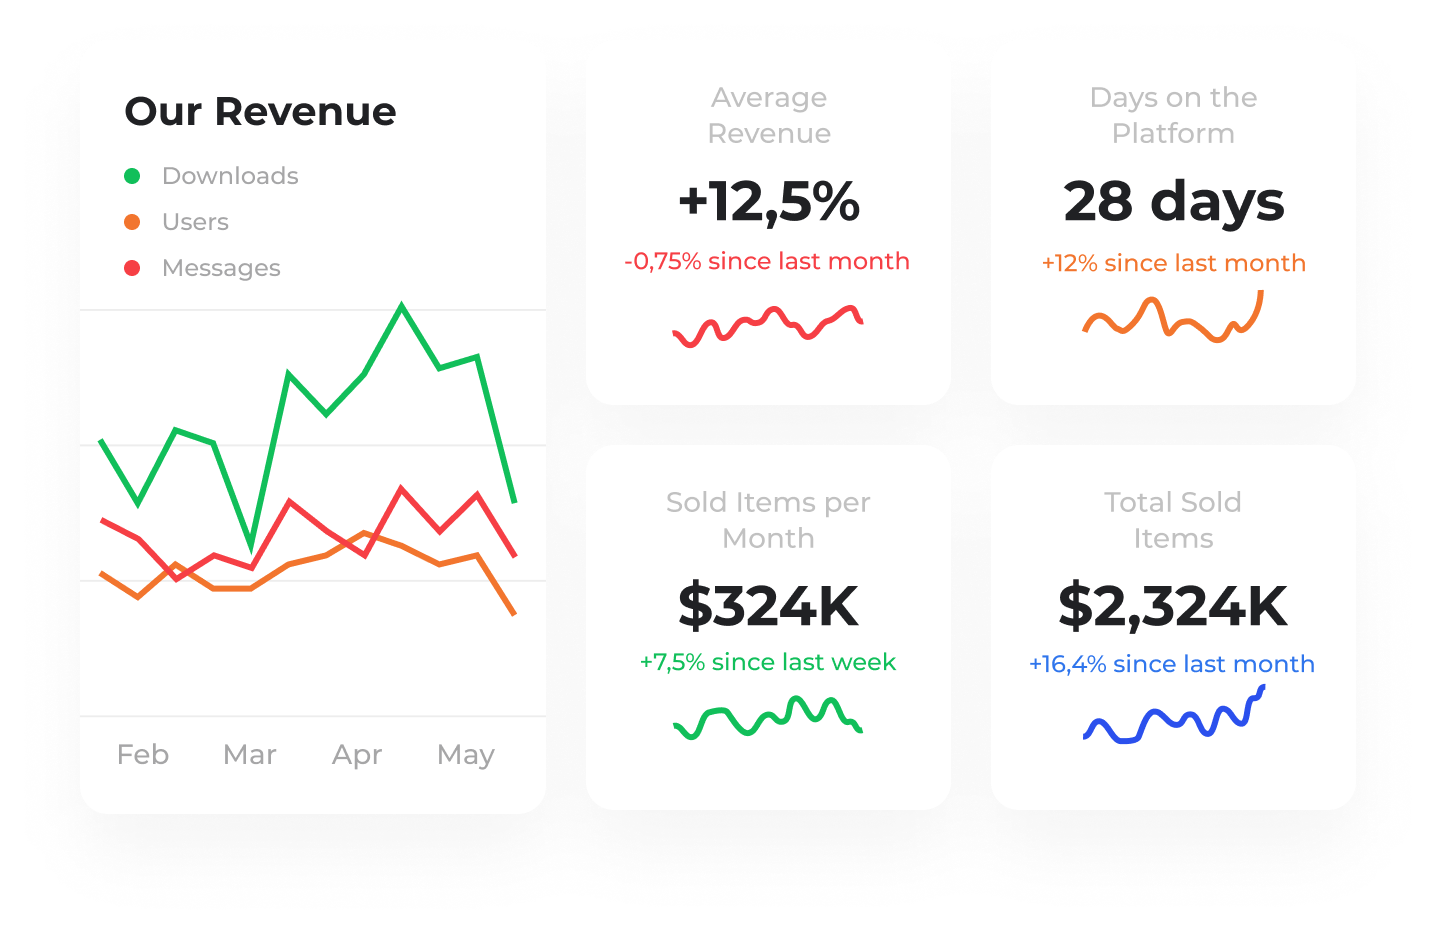 Our Revenue
Downloads
Users
Messages
Feb Mar Apr May
Average
Revenue
+12,5%
-0,75% since last month
Days on the
Platform
28 days
+12% since last month
Sold Items per
Month
$324K
+7,5% since last week
Total Sold
Items
$2,324K
+16,4% since last month